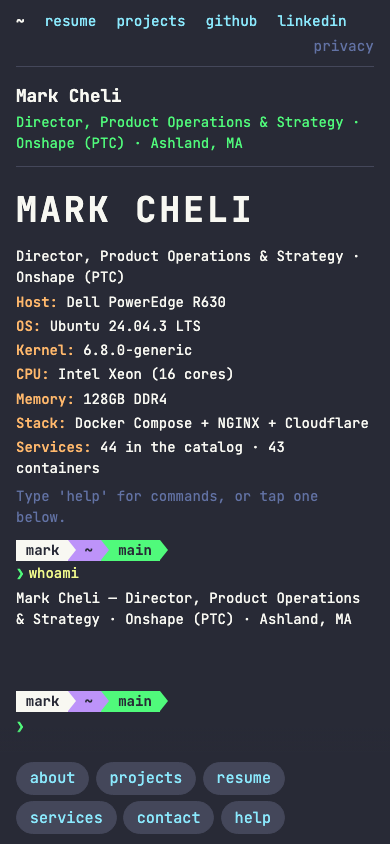 ~ resume projects github linkedin
privacy
Mark Cheli
Director, Product Operations & Strategy ·
Onshape (PTC) · Ashland, MA
MARK CHELI
Director, Product Operations & Strategy ·
Onshape (PTC)
Host: Dell PowerEdge R630
OS: Ubuntu 24.04.3 LTS
Kernel: 6.8.0-generic
CPU: Intel Xeon (16 cores)
Memory: 128GB DDR4
Stack: Docker Compose + NGINX + Cloudflare
Services: 44 in the catalog · 43
containers
Type 'help' for commands, or tap one
below.
mark ~ main
❯ whoami
Mark Cheli — Director, Product Operations
& Strategy · Onshape (PTC) · Ashland, MA
mark ~ main
❯
about projects resume
services contact help